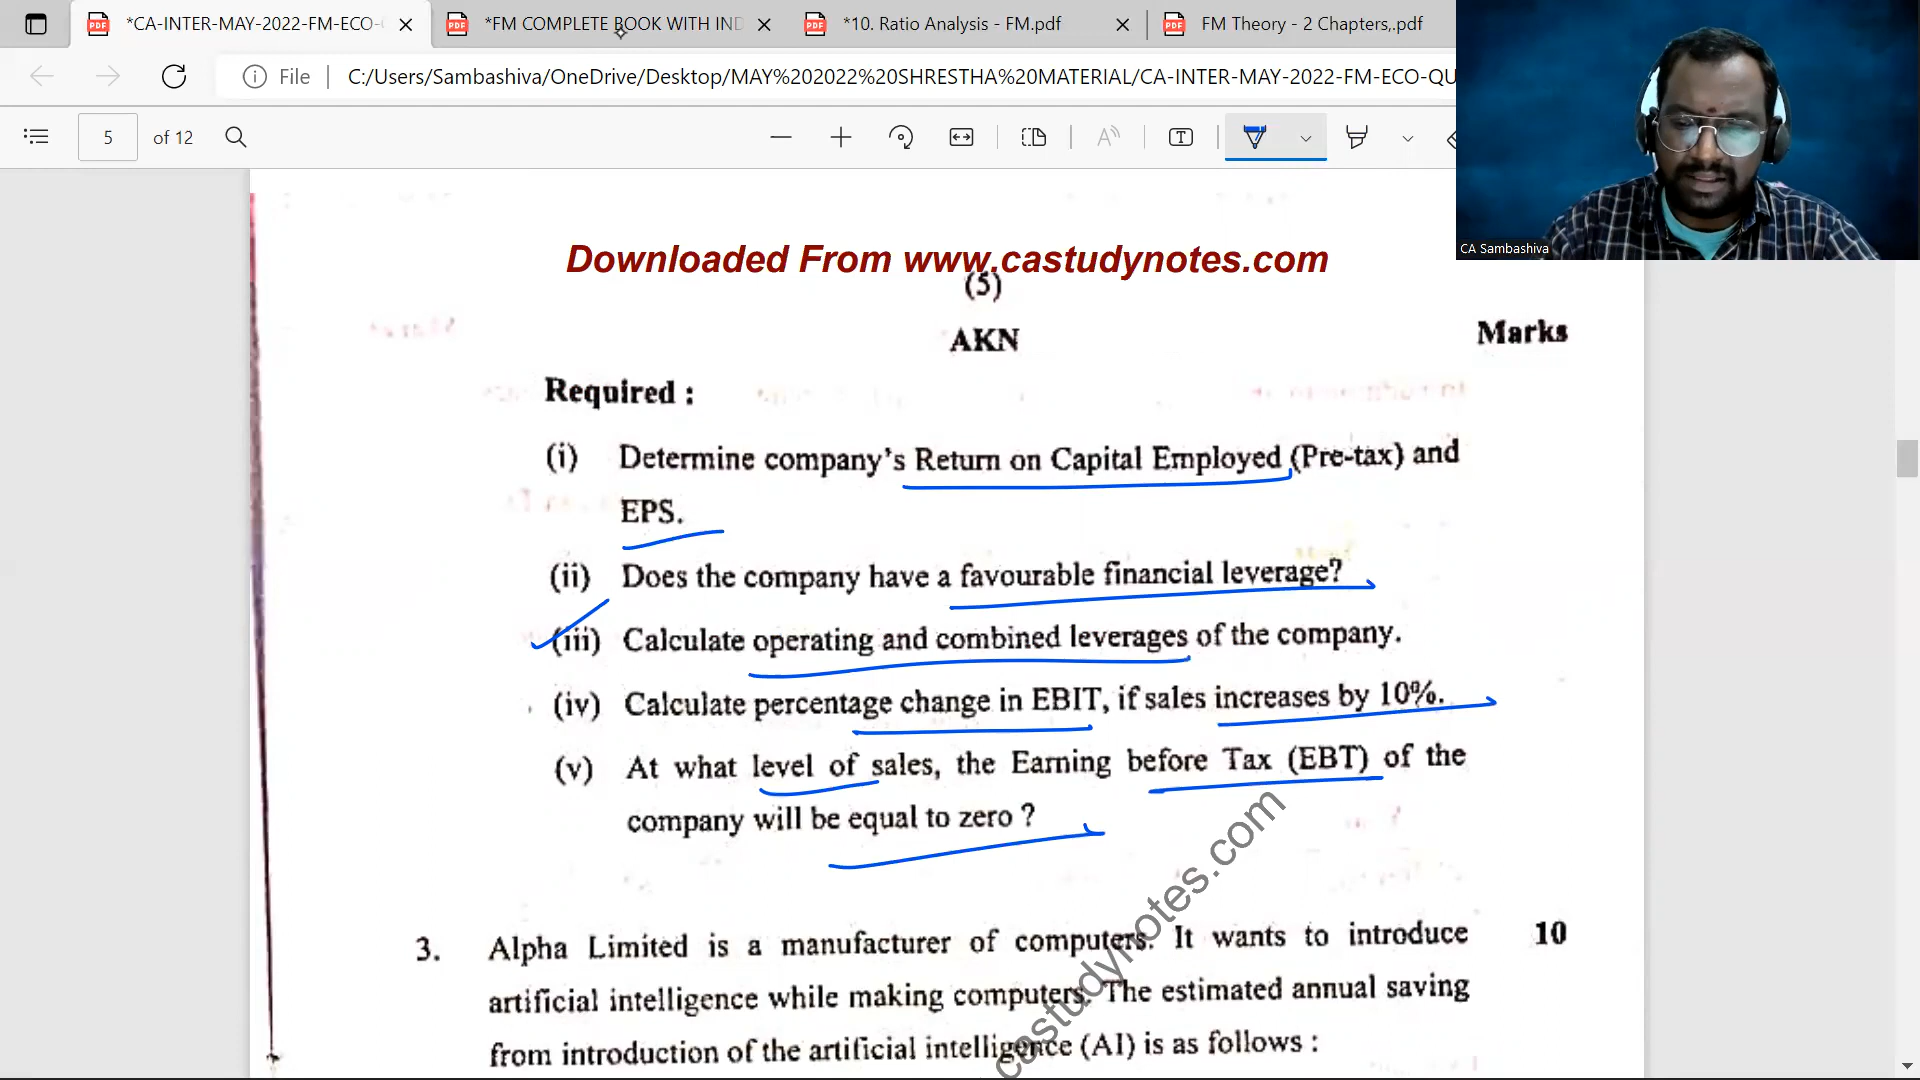 *CA-INTER-MAY-2022-FM-ECO-
*FM COMPLETE BOOK WITH IND
*10. Ratio Analysis - FM.pdf
FM Theory - 2 Chapters,.pdf
File
C:/Users/Sambashiva/OneDrive/Desktop/MAY%202022%20SHRESTHA%20MATERIAL/CA-INTER-MAY-2022-FM-ECO-QU
5 of 12
CA Sambashiva
Downloaded From www.castudynotes.com
(5)
AKN
Marks
Required :
(i) Determine company's Return on Capital Employed (Pre-tax) and
EPS.
(ii) Does the company have a favourable financial leverage?
(iii) Calculate operating and combined leverages of the company.
(iv) Calculate percentage change in EBIT, if sales increases by 10%.
(v) At what level of sales, the Earning before Tax (EBT) of the
company will be equal to zero ?
3. Alpha Limited is a manufacturer of computers. It wants to introduce 10
artificial intelligence while making computers. The estimated annual saving
from introduction of the artificial intelligence (AI) is as follows :
castudynotes.com